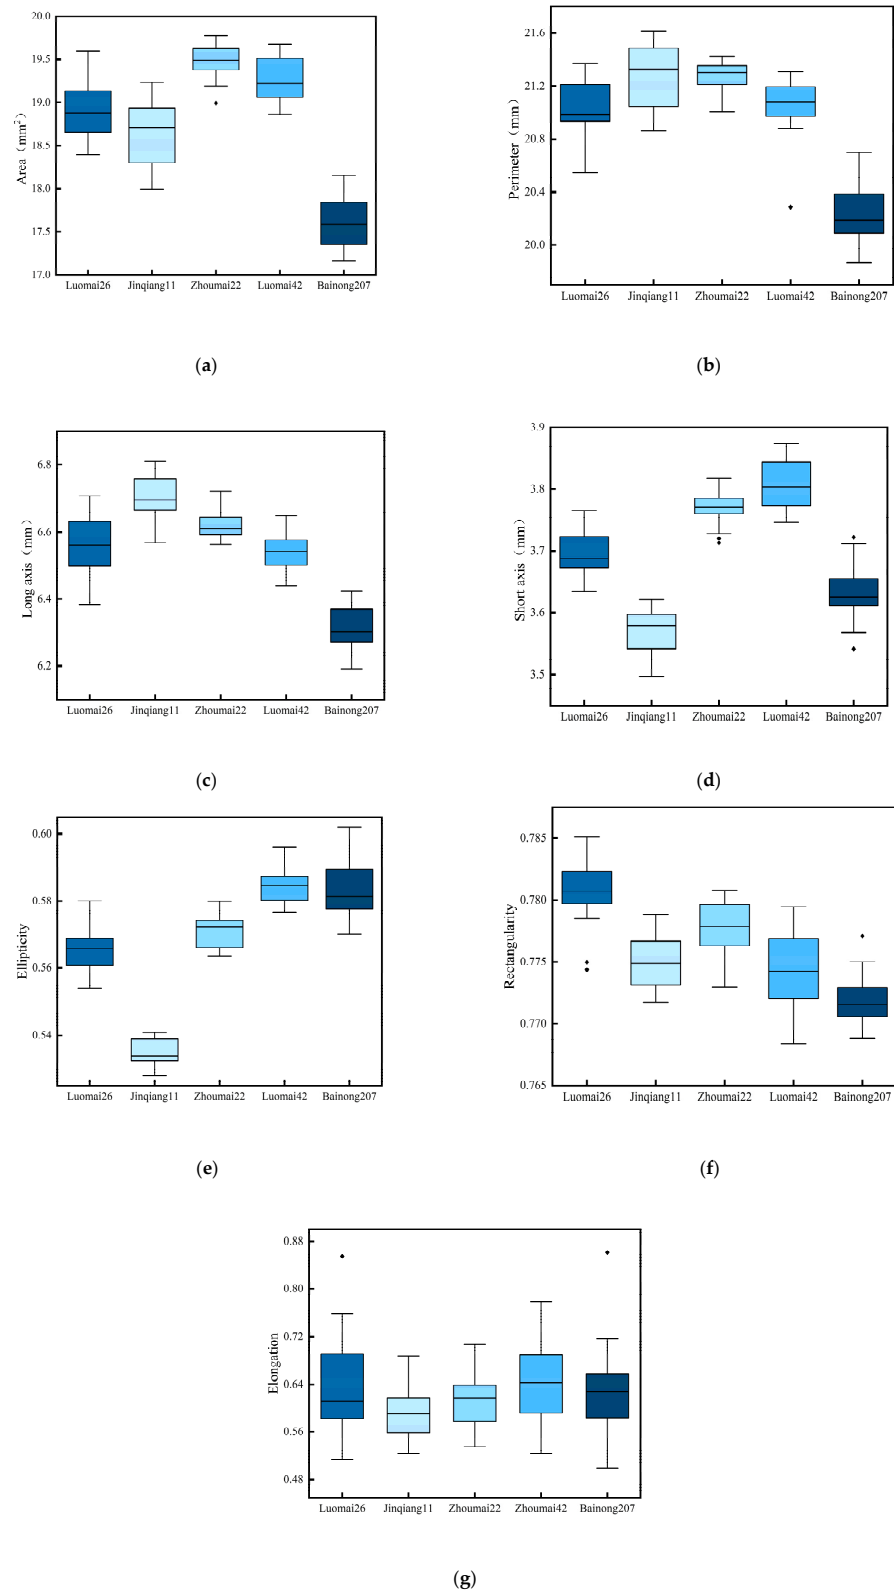 20.0
19.5
19.0
18.5
18.0
17.5
17.0
Area（mm²）
Luomai26 Jinqiang11 Zhoumai22 Luomai42 Bainong207
(a)
21.6
21.2
20.8
20.4
20.0
Perimeter（mm）
Luomai26 Jinqiang11 Zhoumai22 Luomai42 Bainong207
(b)
6.8
6.6
6.4
6.2
Long axis（mm）
Luomai26 Jinqiang11 Zhoumai22 Luomai42 Bainong207
(c)
3.9
3.8
3.7
3.6
3.5
Short axis（mm）
Luomai26 Jinqiang11 Zhoumai22 Luomai42 Bainong207
(d)
0.60
0.58
0.56
0.54
Ellipticity
Luomai26 Jinqiang11 Zhoumai22 Luomai42 Bainong207
(e)
0.785
0.780
0.775
0.770
0.765
Rectangularity
Luomai26 Jinqiang11 Zhoumai22 Luomai42 Bainong207
(f)
0.88
0.80
0.72
0.64
0.56
0.48
Elongation
Luomai26 Jinqiang11 Zhoumai22 Zhoumai42 Bainong207
(g)